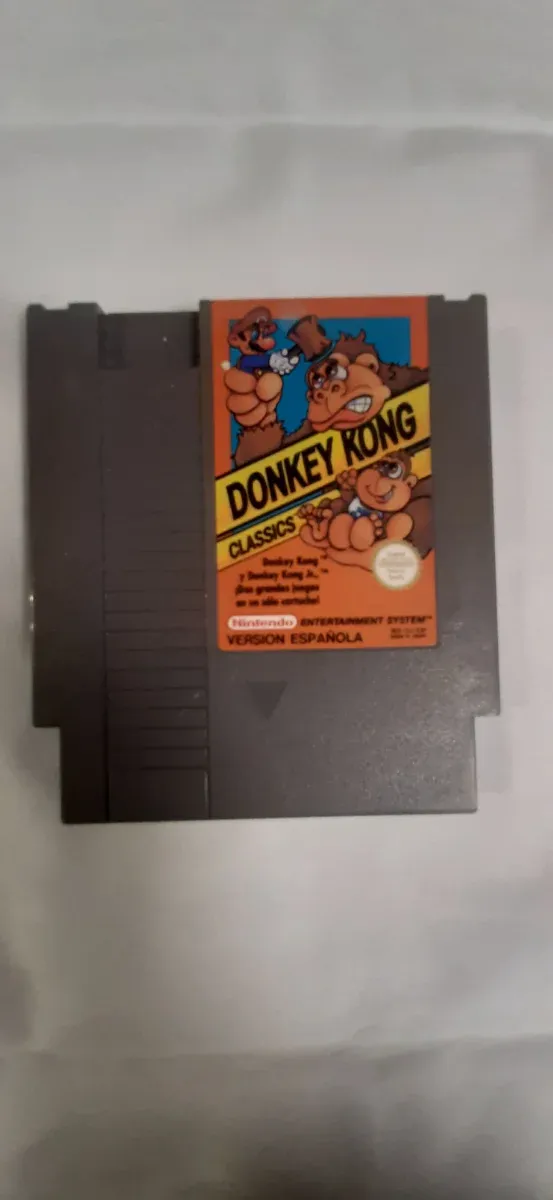 DONKEY KONG
CLASSICS
Donkey Kong™
y Donkey Kong Jr.,™
¡Dos grandes juegos
en un sólo cartucho!
Nintendo ENTERTAINMENT SYSTEM™
VERSION ESPAÑOLA